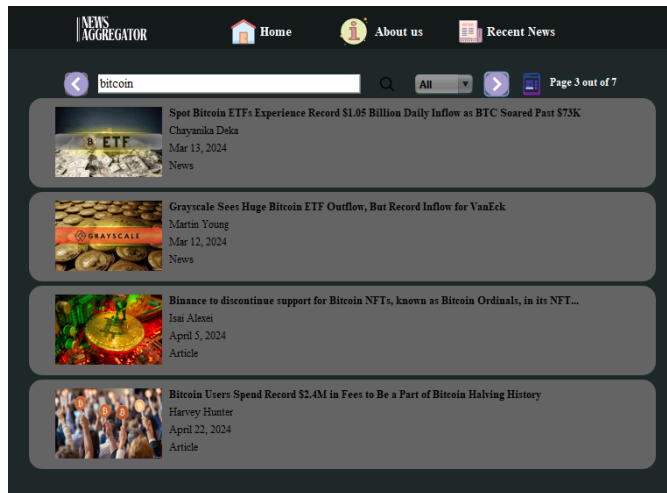 NEWS
AGGREGATOR
Home
About us
Recent News
bitcoin
All
Page 3 out of 7
Spot Bitcoin ETFs Experience Record $1.05 Billion Daily Inflow as BTC Soared Past $73K
Chayanika Deka
Mar 13, 2024
News
B ETF
Grayscale Sees Huge Bitcoin ETF Outflow, But Record Inflow for VanEck
Martin Young
Mar 12, 2024
News
GRAYSCALE
Binance to discontinue support for Bitcoin NFTs, known as Bitcoin Ordinals, in its NFT...
Isai Alexei
April 5, 2024
Article
Bitcoin Users Spend Record $2.4M in Fees to Be a Part of Bitcoin Halving History
Harvey Hunter
April 22, 2024
Article